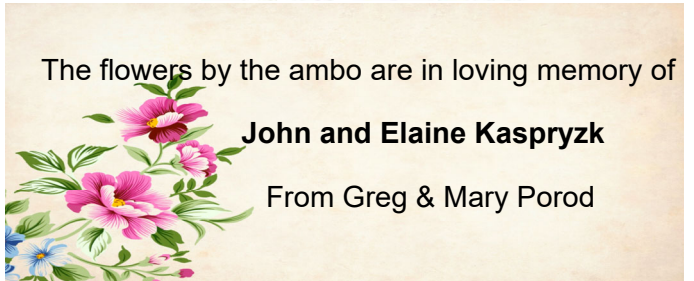 The flowers by the ambo are in loving memory of
John and Elaine Kaspryzk
From Greg & Mary Porod